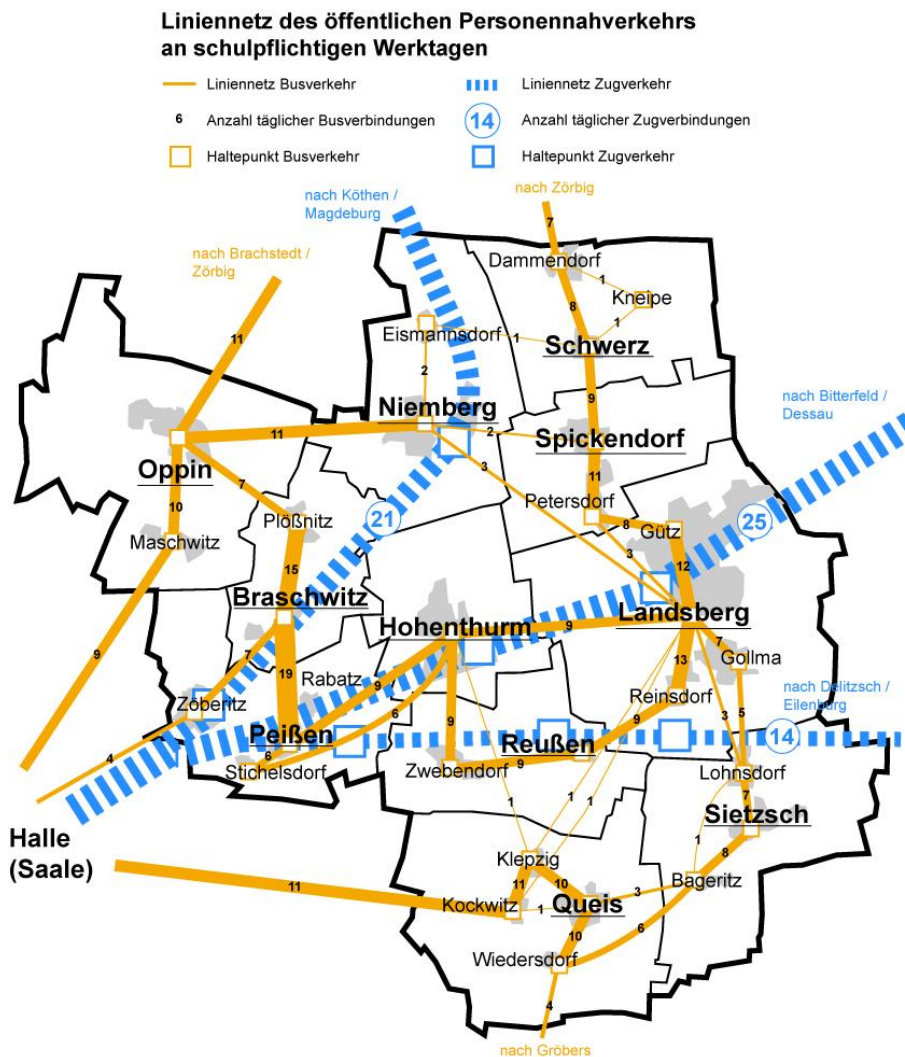 Liniennetz des öffentlichen Personennahverkehrs
an schulpflichtigen Werktagen
Liniennetz Busverkehr
Liniennetz Zugverkehr
6 Anzahl täglicher Busverbindungen
14 Anzahl täglicher Zugverbindungen
Haltepunkt Busverkehr
Haltepunkt Zugverkehr
nach Köthen /
Magdeburg
nach Zörbig
7
nach Brachstedt /
Zörbig
Dammendorf
1
Kneipe
8
1
11
Eismannsdorf
1
Schwerz
2
9
nach Bitterfeld /
Dessau
Niemberg
11
2
Spickendorf
Oppin
3
7
11
10
Petersdorf
8
Gütz
Plößnitz
21
25
Maschwitz
3
15
12
Braschwitz
Hohenthurm
9
Landsberg
7
7
Gollma
9
13
19
Rabatz
9
Reinsdorf
nach Delitzsch /
Eilenburg
Zöberitz
6
9
9
3
5
Peißen
Reußen
14
4
6
Stichelsdorf
Zwebendorf
9
Lohnsdorf
7
1
1
1
Sietzsch
Halle
(Saale)
1
8
Klepzig
11
11
10
3
Bageritz
Kockwitz
1
Queis
6
10
Wiedersdorf
4
nach Gröbers